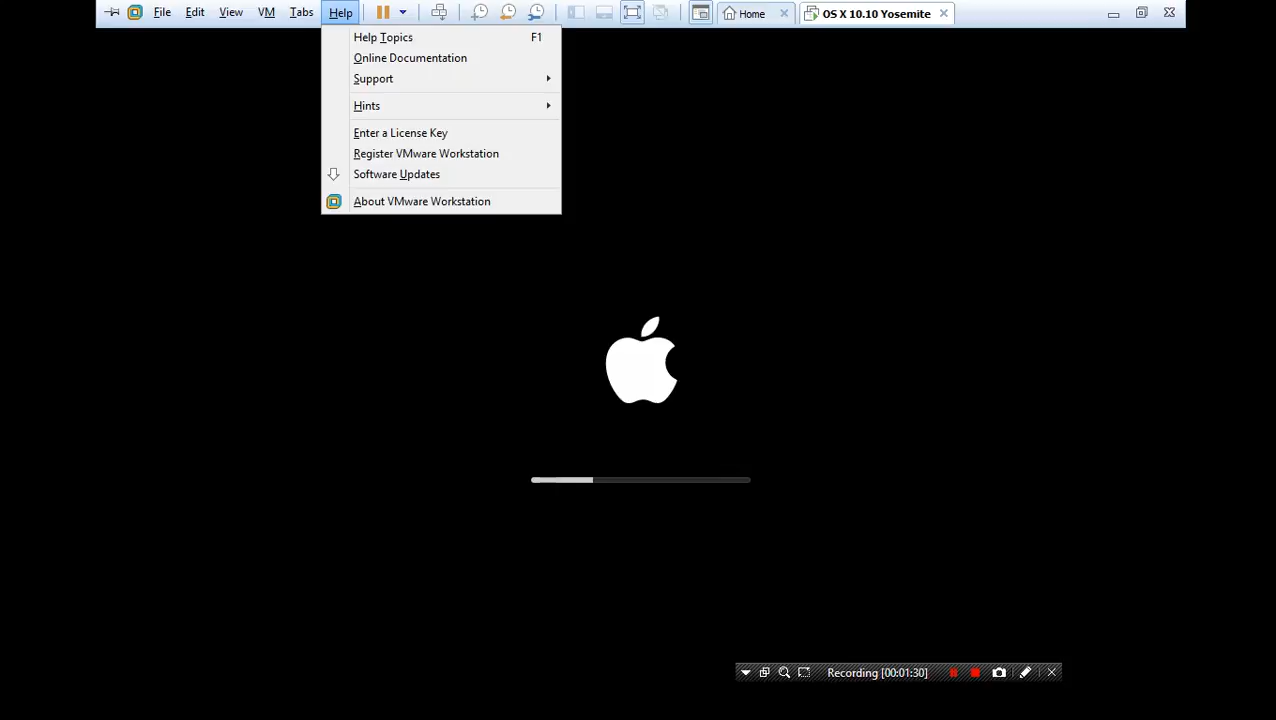 File Edit View VM Tabs Help Home OS X 10.10 Yosemite
Help Topics F1
Online Documentation
Support
Hints
Enter a License Key
Register VMware Workstation
Software Updates
About VMware Workstation
Recording [00:01:30]